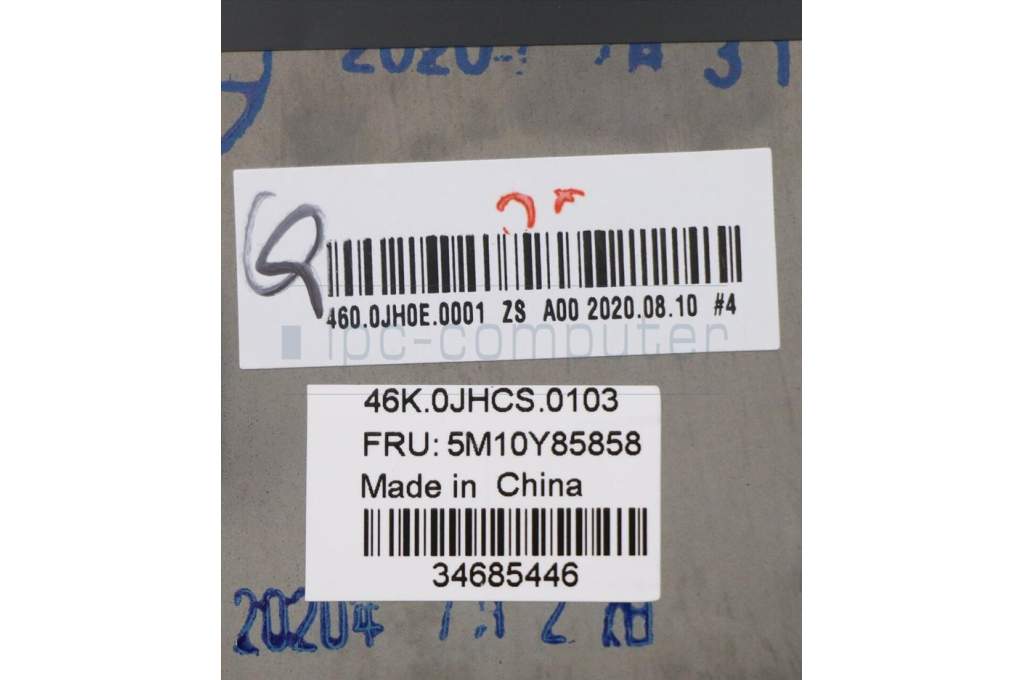 460.0JH0E.0001 ZS A00 2020.08.10 #4
ipc-computer
46K.0JHCS.0103
FRU: 5M10Y85858
Made in China
34685446